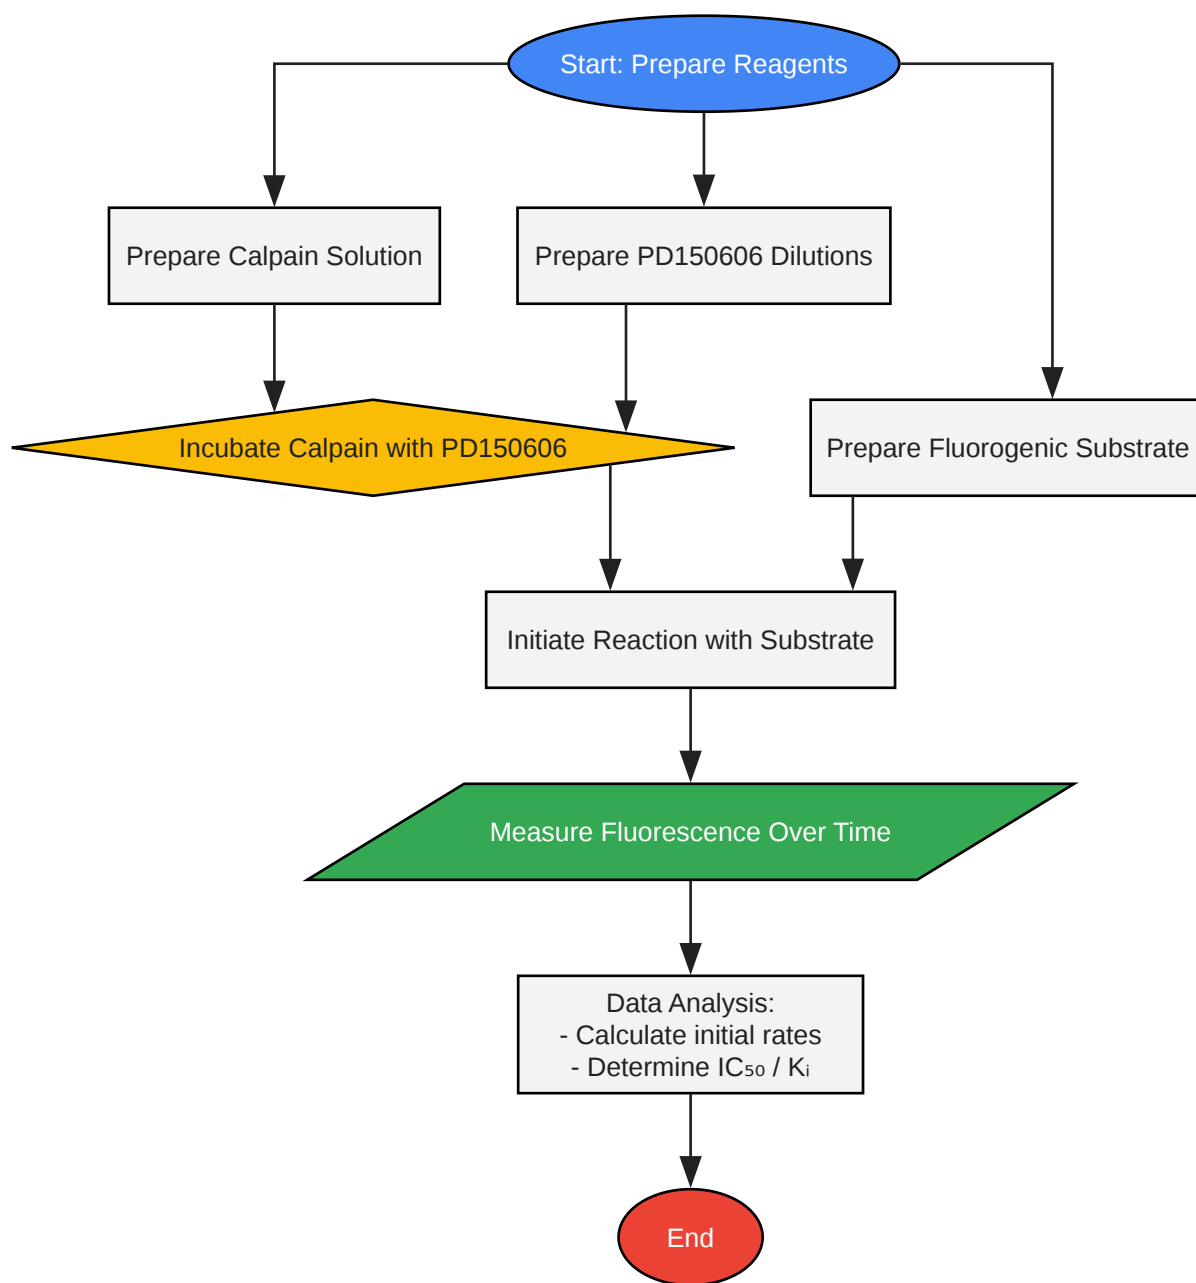 Start: Prepare Reagents
Prepare Calpain Solution
Prepare PD150606 Dilutions
Incubate Calpain with PD150606
Prepare Fluorogenic Substrate
Initiate Reaction with Substrate
Measure Fluorescence Over Time
Data Analysis:
- Calculate initial rates
- Determine IC₅₀ / Kᵢ
End